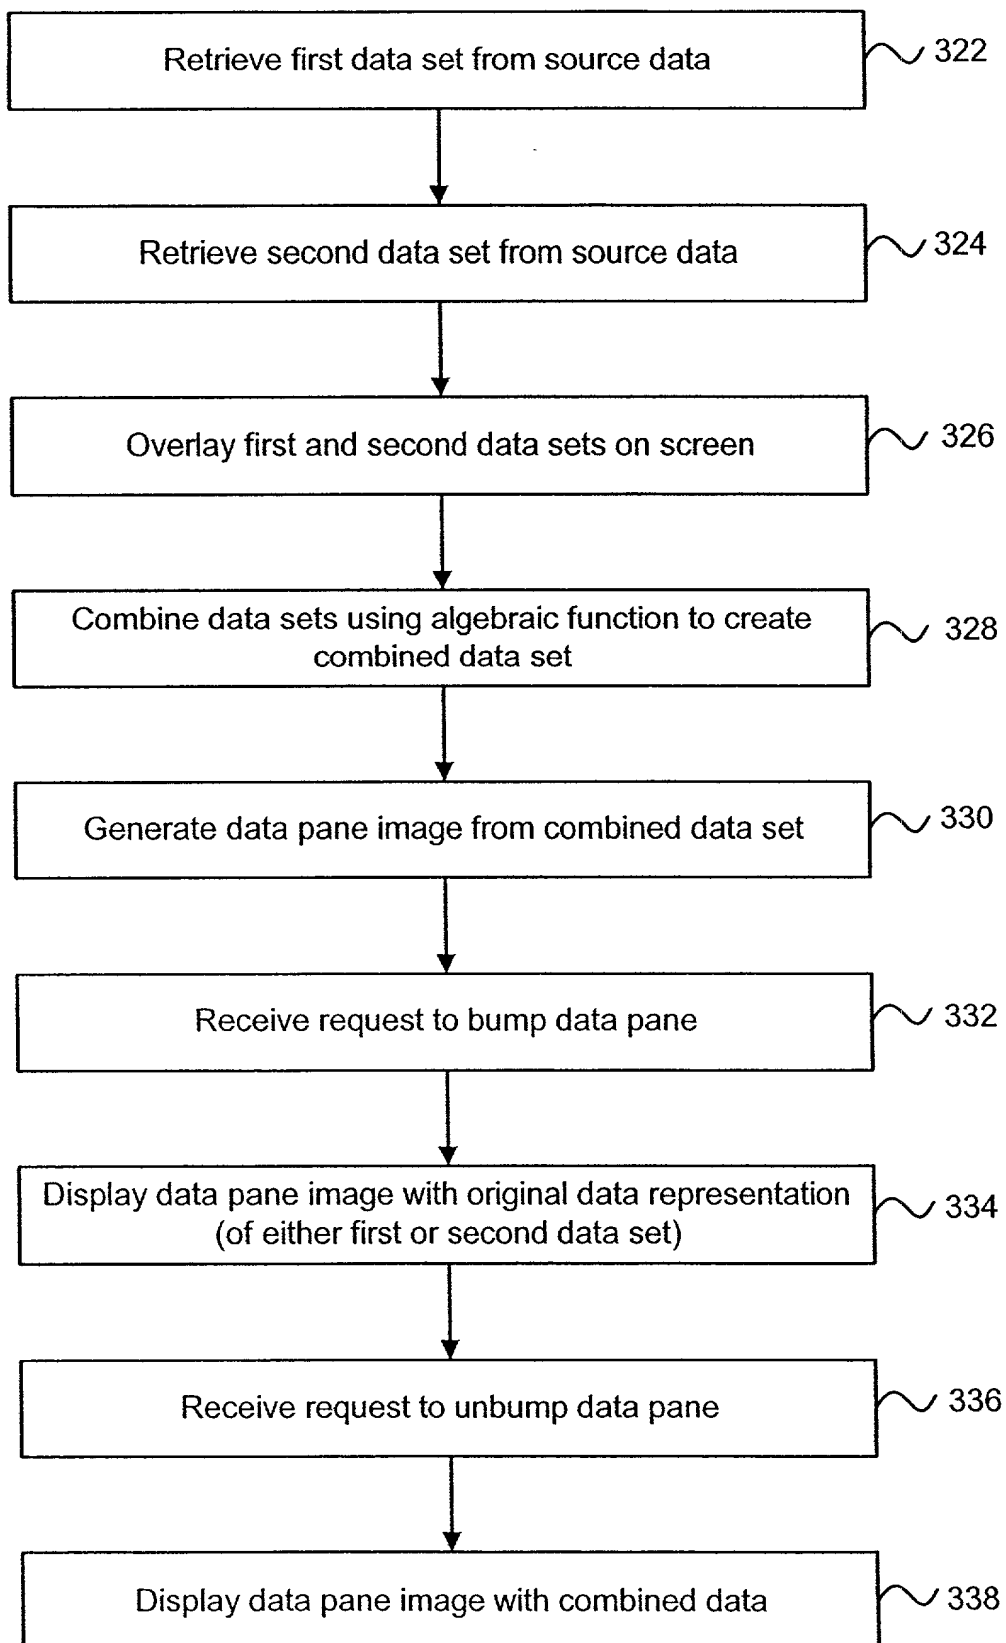 Retrieve first data set from source data
322
Retrieve second data set from source data
324
Overlay first and second data sets on screen
326
Combine data sets using algebraic function to create
combined data set
328
Generate data pane image from combined data set
330
Receive request to bump data pane
332
Display data pane image with original data representation
(of either first or second data set)
334
Receive request to unbump data pane
336
Display data pane image with combined data
338